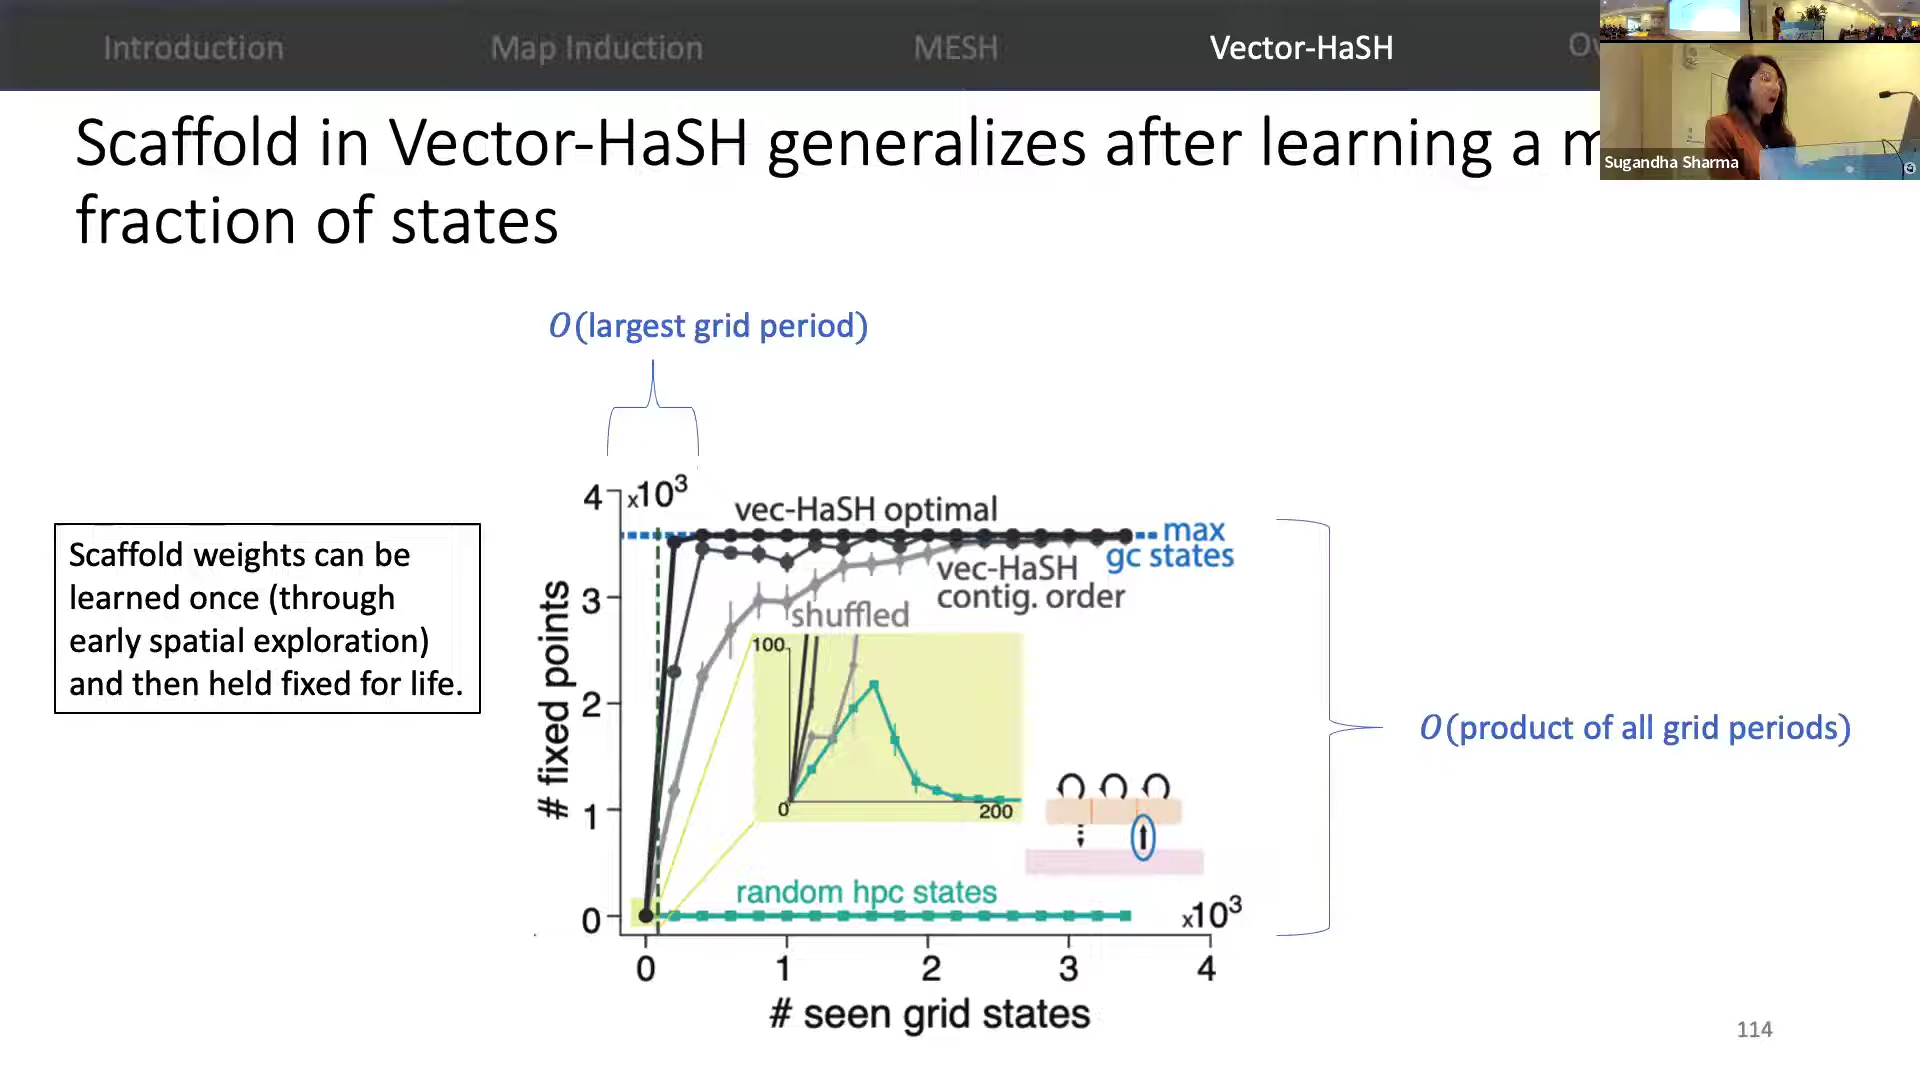 Introduction
Map Induction
MESH
Vector-HaSH
Sugandha Sharma
Scaffold in Vector-HaSH generalizes after learning a
fraction of states
O(largest grid period)
Scaffold weights can be
learned once (through
early spatial exploration)
and then held fixed for life.
4
x10³
vec-HaSH optimal
max
gc states
vec-HaSH
contig. order
shuffled
3
2
1
0
# fixed points
100
0
200
random hpc states
x10³
0
1
2
3
4
# seen grid states
O(product of all grid periods)
114